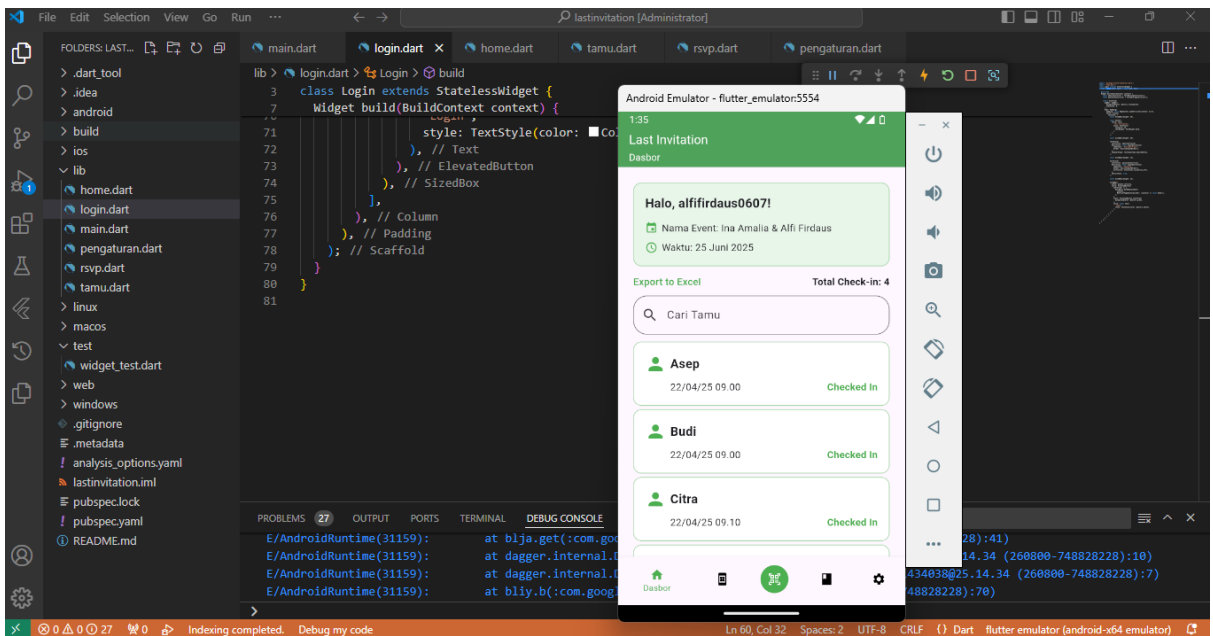 File Edit Selection View Go Run ··· ← → lastinvitation [Administrator]
FOLDERS: LAST...
main.dart login.dart home.dart tamu.dart rsvp.dart pengaturan.dart
lib > login.dart > Login > build
.dart_tool
.idea
android
build
ios
lib
home.dart
login.dart
main.dart
pengaturan.dart
rsvp.dart
tamu.dart
linux
macos
test
widget_test.dart
web
windows
.gitignore
.metadata
analysis_options.yaml
lastinvitation.iml
pubspec.lock
pubspec.yaml
README.md
1
3 class Login extends StatelessWidget {
7 Widget build(BuildContext context) {
70 "Login",
71 style: TextStyle(color: Co
72 ), // Text
73 ), // ElevatedButton
74 ), // SizedBox
75 ],
76 ), // Column
77 ), // Padding
78 ); // Scaffold
79 }
80 }
81
Android Emulator - flutter_emulator:5554
1:35
Last Invitation
Dasbor
Halo, alfifirdaus0607!
Nama Event: Ina Amalia & Alfi Firdaus
Waktu: 25 Juni 2025
Export to Excel Total Check-in: 4
Cari Tamu
Asep
22/04/25 09.00 Checked In
Budi
22/04/25 09.00 Checked In
Citra
22/04/25 09.10 Checked In
Dasbor
PROBLEMS 27 OUTPUT PORTS TERMINAL DEBUG CONSOLE
E/AndroidRuntime(31159): at blja.get(:com.goo 28):41)
E/AndroidRuntime(31159): at dagger.internal.D 14.34 (260800-748828228):10)
E/AndroidRuntime(31159): at dagger.internal.D 434038@25.14.34 (260800-748828228):7)
E/AndroidRuntime(31159): at bliy.b(:com.googl 48828228):70)
>
0 0 27 0 Indexing completed. Debug my code Ln 60, Col 32 Spaces: 2 UTF-8 CRLF {} Dart flutter emulator (android-x64 emulator)